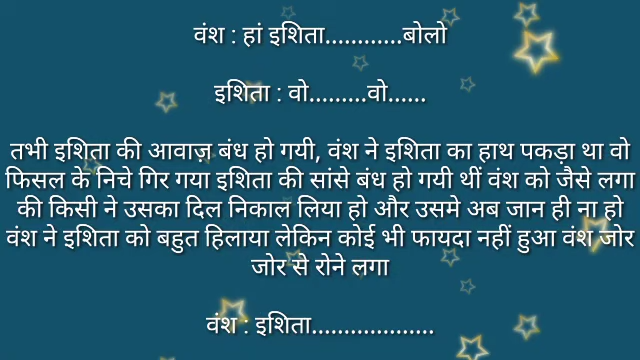 वंश : हां इशिता............बोलो
इशिता : वो.........वो......
तभी इशिता की आवाज़ बंध हो गयी, वंश ने इशिता का हाथ पकड़ा था वो
फिसल के निचे गिर गया इशिता की सांसे बंध हो गयी थीं वंश को जैसे लगा
की किसी ने उसका दिल निकाल लिया हो और उसमे अब जान ही ना हो
वंश ने इशिता को बहुत हिलाया लेकिन कोई भी फायदा नहीं हुआ वंश जोर
जोर से रोने लगा
वंश : इशिता...................